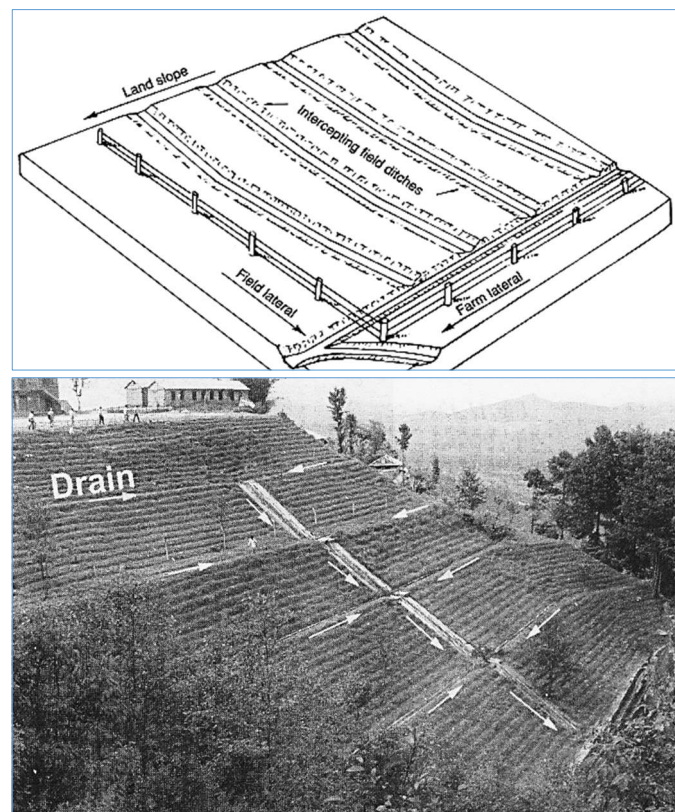 Land slope
Intercepting field ditches
Field lateral
Farm lateral
Drain